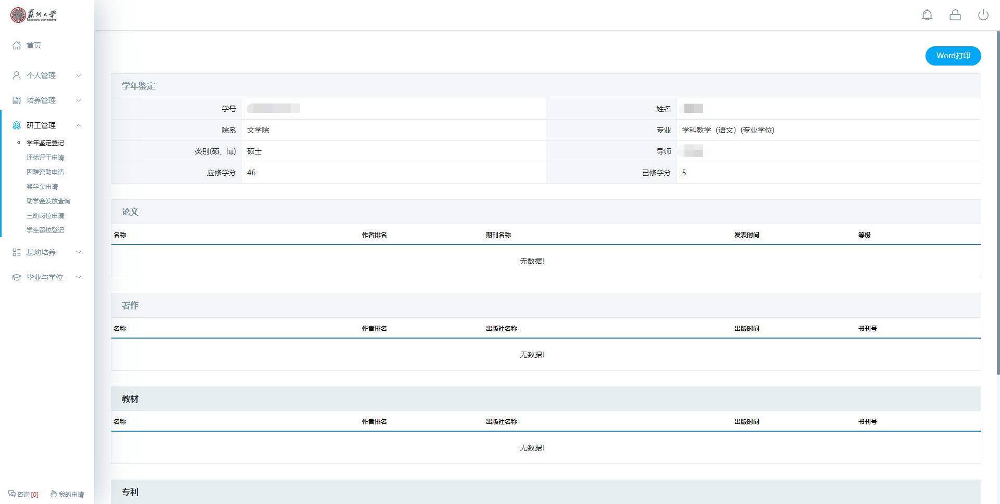 蘇州大學
SOOCHOW UNIVERSITY
首页
个人管理
培养管理
研工管理
学年鉴定登记
评优评干申请
困难资助申请
奖学金申请
助学金发放查询
三助岗位申请
学生留校登记
基地培养
毕业与学位
咨询 [0]
我的申请
Word打印
学年鉴定
学号 姓名
院系 文学院 专业 学科教学（语文）(专业学位)
类别(硕、博) 硕士 导师
应修学分 46 已修学分 5
论文
名称 作者排名 期刊名称 发表时间 等级
无数据！
著作
名称 作者排名 出版社名称 出版时间 书刊号
无数据！
教材
名称 作者排名 出版社名称 出版时间 书刊号
无数据！
专利